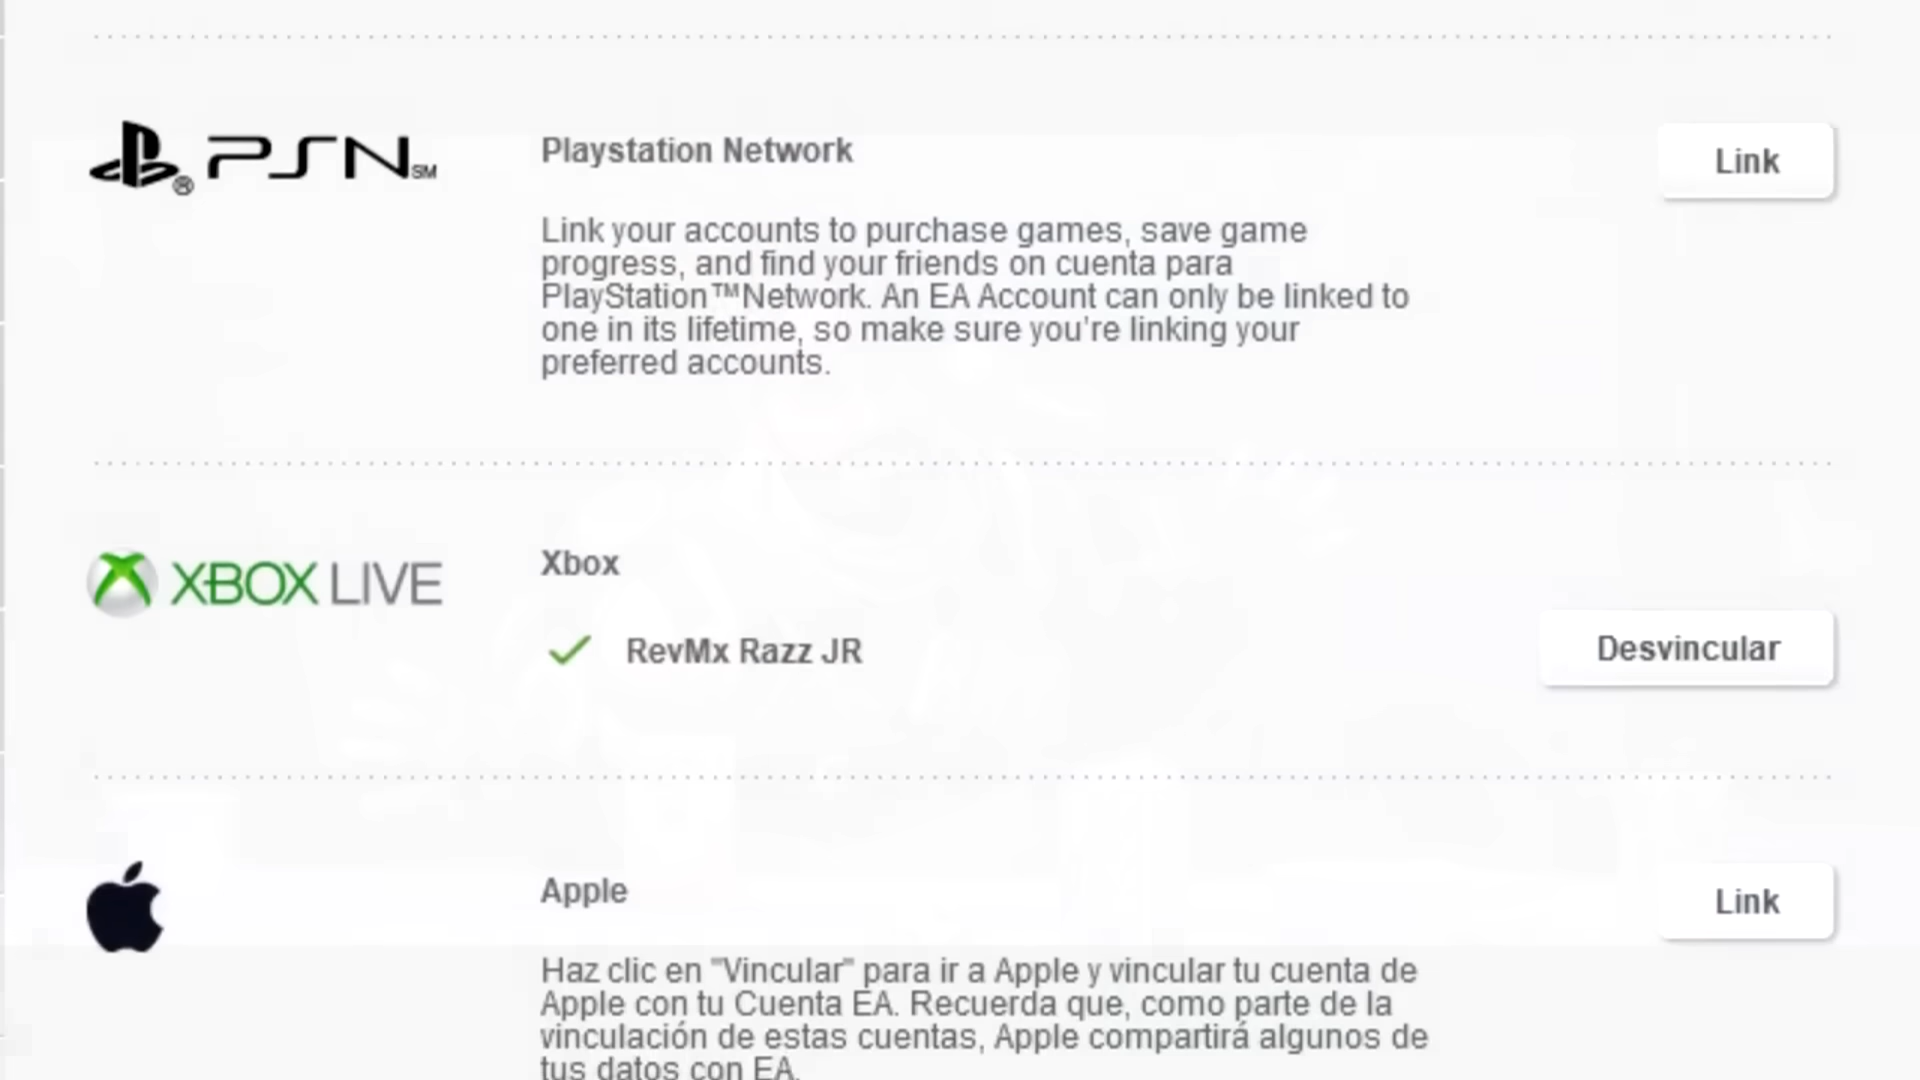 PSN SM
Playstation Network
Link
Link your accounts to purchase games, save game
progress, and find your friends on cuenta para
PlayStation™Network. An EA Account can only be linked to
one in its lifetime, so make sure you're linking your
preferred accounts.
XBOX LIVE
Xbox
RevMx Razz JR
Desvincular
Apple
Link
Haz clic en "Vincular" para ir a Apple y vincular tu cuenta de
Apple con tu Cuenta EA. Recuerda que, como parte de la
vinculación de estas cuentas, Apple compartirá algunos de
tus datos con EA.